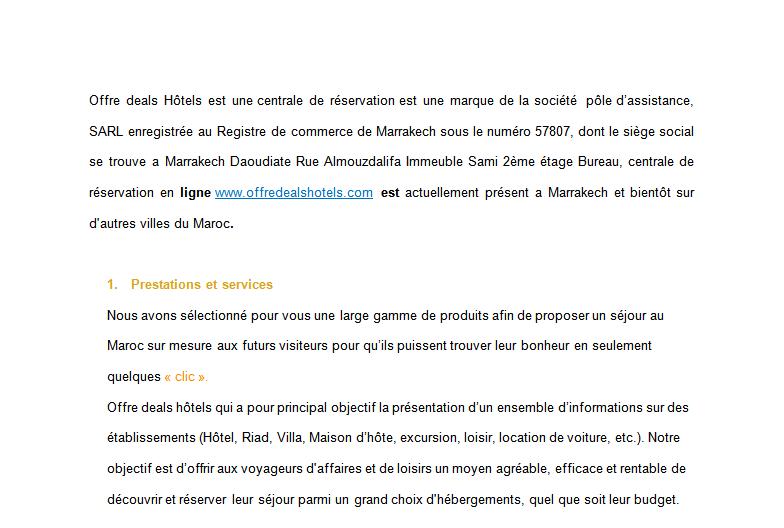 Offre deals Hôtels est une centrale de réservation est une marque de la société pôle d’assistance,
SARL enregistrée au Registre de commerce de Marrakech sous le numéro 57807, dont le siège social
se trouve a Marrakech Daoudiate Rue Almouzdalifa Immeuble Sami 2ème étage Bureau, centrale de
réservation en ligne www.offredealshotels.com est actuellement présent a Marrakech et bientôt sur
d'autres villes du Maroc.
1. Prestations et services
Nous avons sélectionné pour vous une large gamme de produits afin de proposer un séjour au
Maroc sur mesure aux futurs visiteurs pour qu’ils puissent trouver leur bonheur en seulement
quelques « clic ».
Offre deals hôtels qui a pour principal objectif la présentation d’un ensemble d’informations sur des
établissements (Hôtel, Riad, Villa, Maison d’hôte, excursion, loisir, location de voiture, etc.). Notre
objectif est d’offrir aux voyageurs d'affaires et de loisirs un moyen agréable, efficace et rentable de
découvrir et réserver leur séjour parmi un grand choix d'hébergements, quel que soit leur budget.